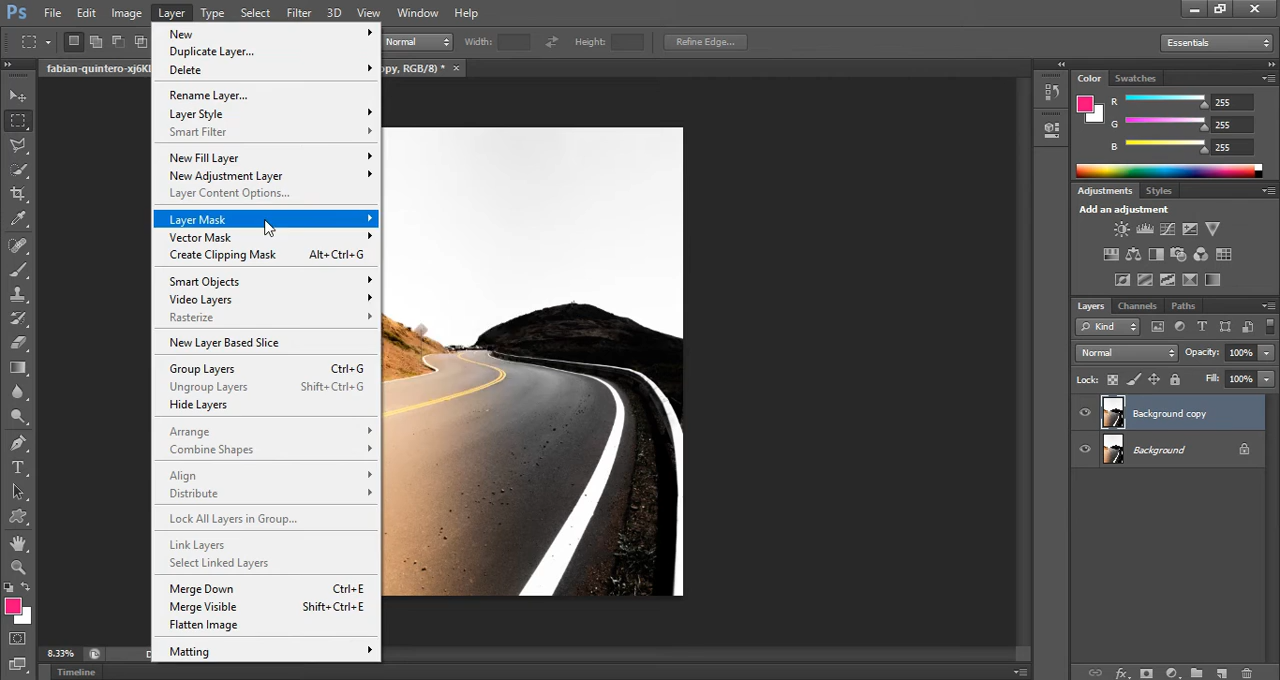 Ps File Edit Image Layer Type Select Filter 3D View Window Help
Normal Width: Height: Refine Edge... Essentials
opy, RGB/8) * ×
New
Duplicate Layer...
Delete
Rename Layer...
Layer Style
Smart Filter
New Fill Layer
New Adjustment Layer
Layer Content Options...
Layer Mask
Vector Mask
Create Clipping Mask Alt+Ctrl+G
Smart Objects
Video Layers
Rasterize
New Layer Based Slice
Group Layers Ctrl+G
Ungroup Layers Shift+Ctrl+G
Hide Layers
Arrange
Combine Shapes
Align
Distribute
Lock All Layers in Group...
Link Layers
Select Linked Layers
Merge Down Ctrl+E
Merge Visible Shift+Ctrl+E
Flatten Image
Matting
8.33%
Timeline
Color Swatches
R 255
G 255
B 255
Adjustments Styles
Add an adjustment
Layers Channels Paths
Kind
Normal Opacity: 100%
Lock: Fill: 100%
Background copy
Background